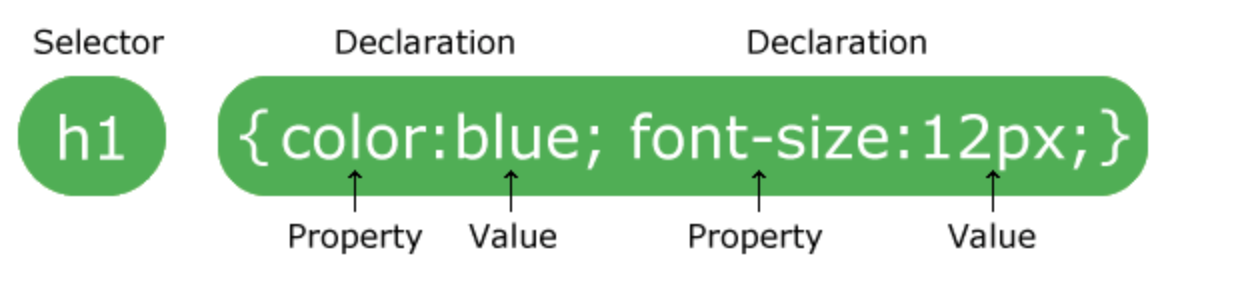 Selector Declaration Declaration
h1 {color:blue; font-size:12px;}
Property Value Property Value